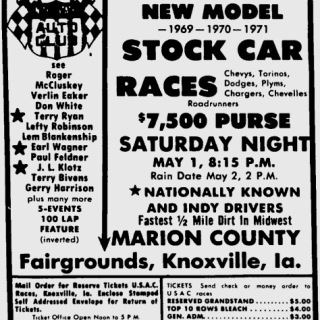 AUTO
CLUB
see
Roger
McCluskey
Verlin Eaker
Don White
Terry Ryan
Lefty Robinson
Lem Blankenship
Earl Wagner
Paul Feldner
J. L. Klotz
Terry Bivens
Gerry Harrison
plus many more
5-EVENTS
100 LAP
FEATURE
(inverted)
NEW MODEL
—1969—1970—1971—
STOCK CAR
RACES
Chevys, Torinos,
Dodges, Plyms,
Chargers, Chevelles
Roadrunners
$7,500 PURSE
SATURDAY NIGHT
MAY 1, 8:15 P.M.
Rain Date May 2, 2 P.M.
NATIONALLY KNOWN
AND INDY DRIVERS
Fastest ½ Mile Dirt In Midwest
MARION COUNTY
Fairgrounds, Knoxville, Ia.
Mail Order for Reserve Tickets U.S.A.C.
Races, Knoxville, Ia. Enclose Stamped
Self Addressed Envelope for Return of
Tickets.
Ticket Office Open Noon to 5 P.M
TICKETS Send check or money order to
USAC races
RESERVED GRANDSTAND $5.00
TOP 10 ROWS BLEACH $4.00
GEN. ADM. $3.00